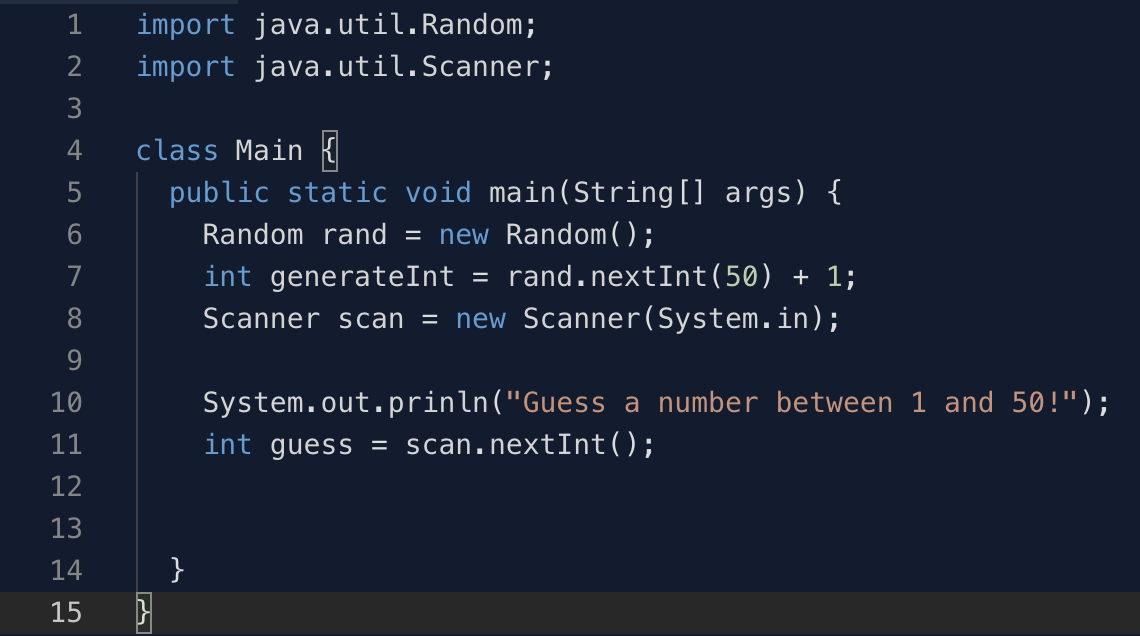 1 import java.util.Random;
2 import java.util.Scanner;
3
4 class Main {
5 public static void main(String[] args) {
6 Random rand = new Random();
7 int generateInt = rand.nextInt(50) + 1;
8 Scanner scan = new Scanner(System.in);
9
10 System.out.prinln("Guess a number between 1 and 50!");
11 int guess = scan.nextInt();
12
13
14 }
15 }